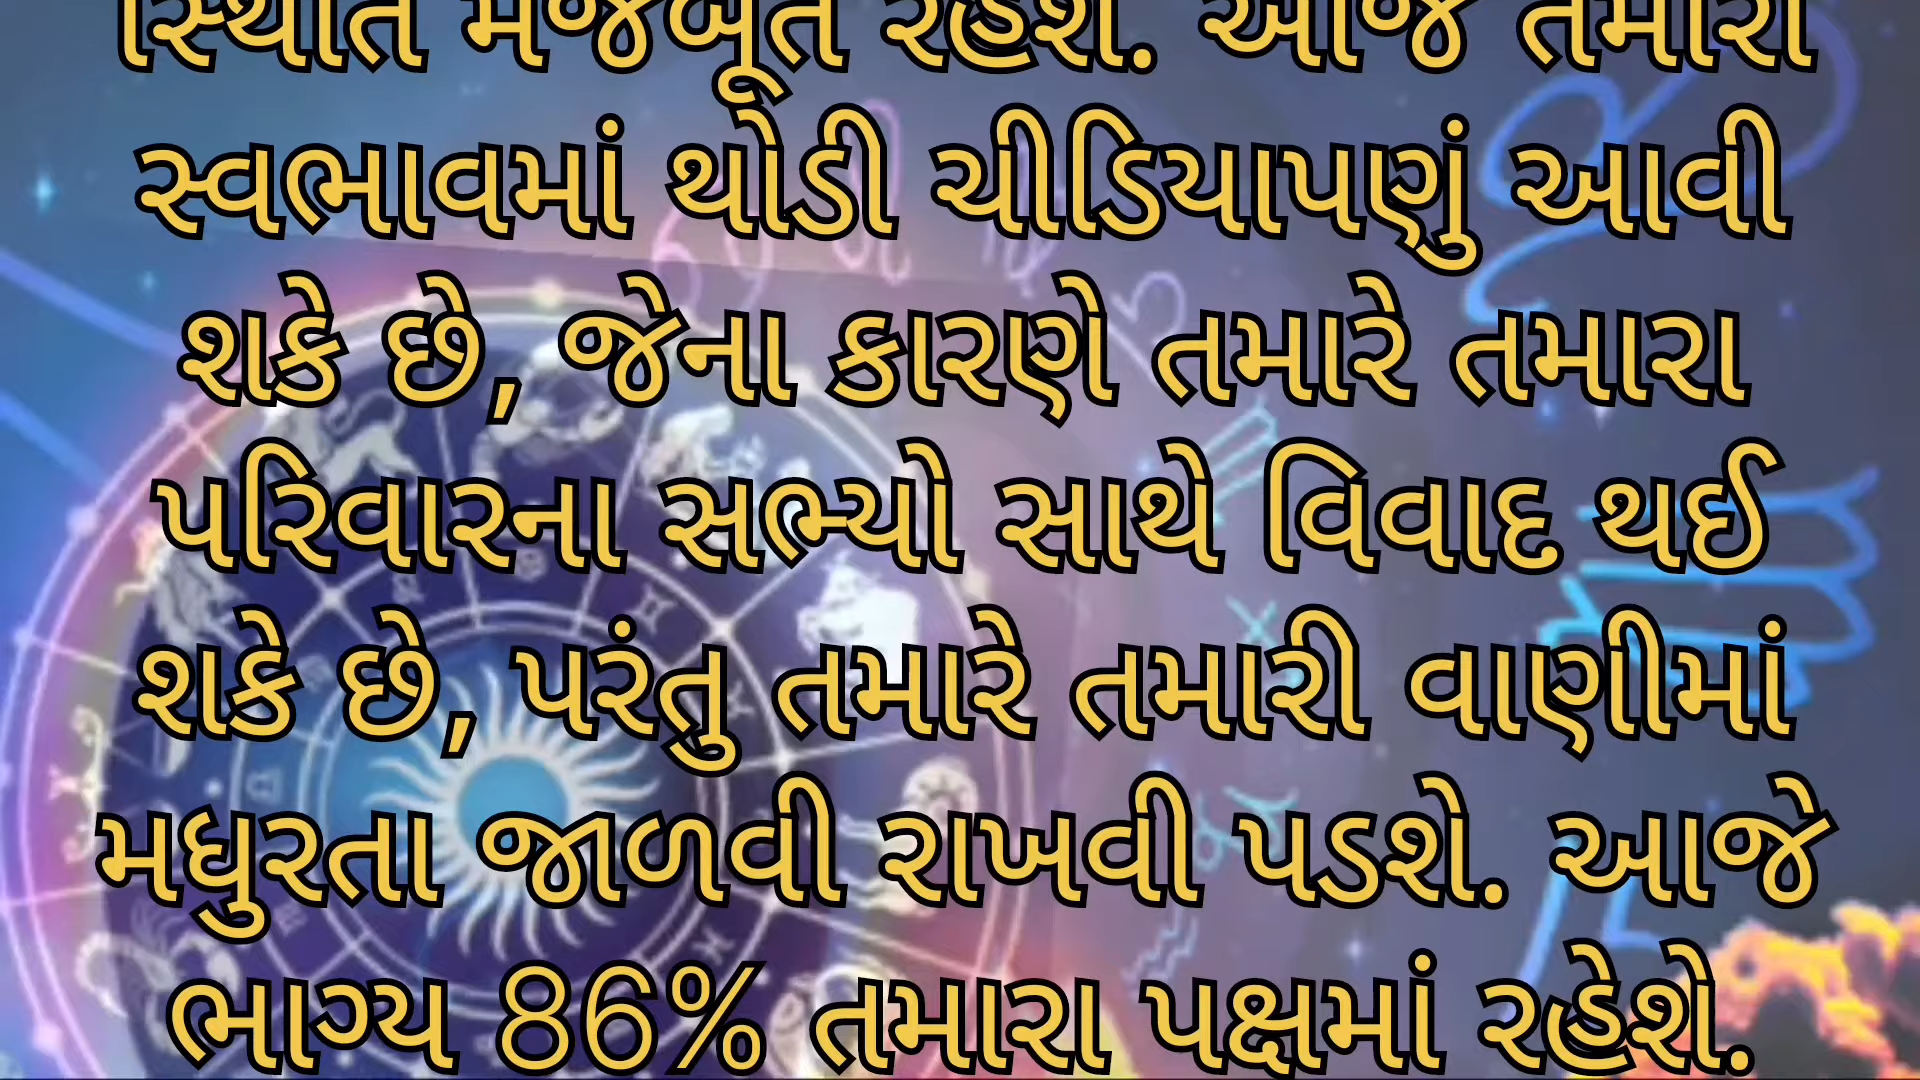 સ્થિતિ મજબૂત રહેશે. આજે તમારા
સ્વભાવમાં થોડી ચીડિયાપણું આવી
શકે છે, જેના કારણે તમારે તમારા
પરિવારના સભ્યો સાથે વિવાદ થઈ
શકે છે, પરંતુ તમારે તમારી વાણીમાં
મધુરતા જાળવી રાખવી પડશે. આજે
ભાગ્ય 86% તમારા પક્ષમાં રહેશે.